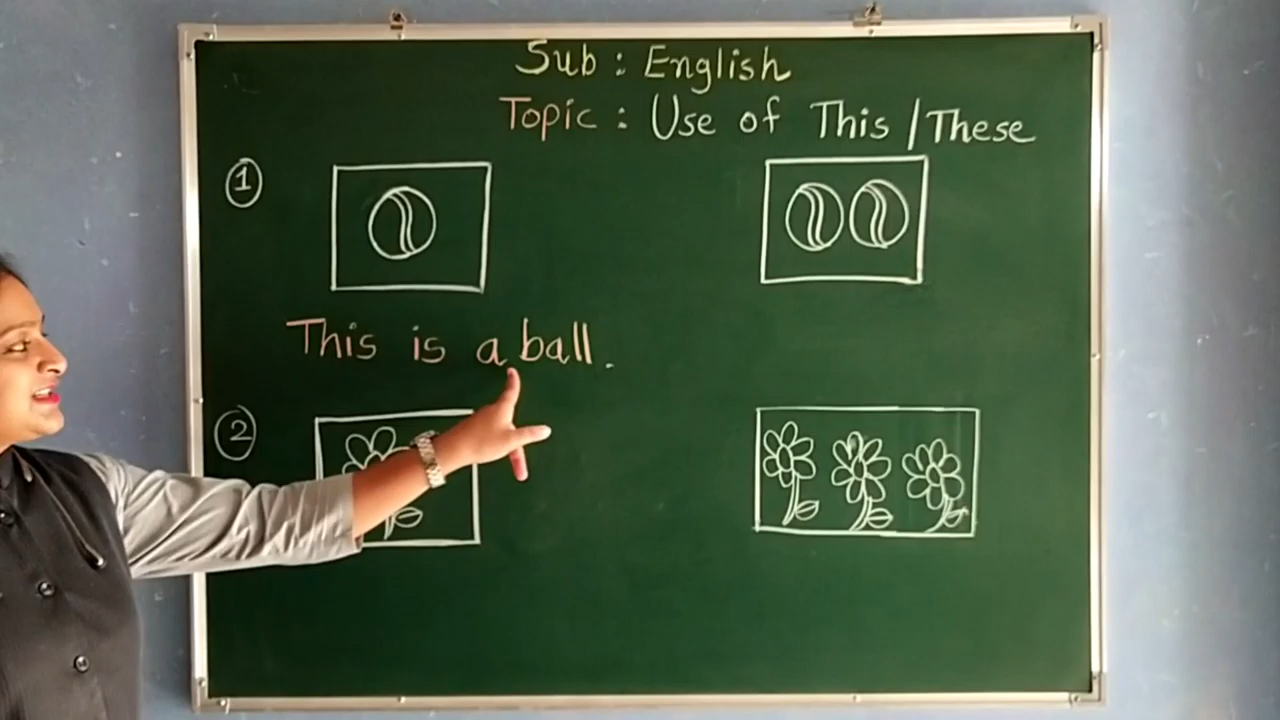 Sub : English
Topic : Use of This / These
1
This is a ball.
2